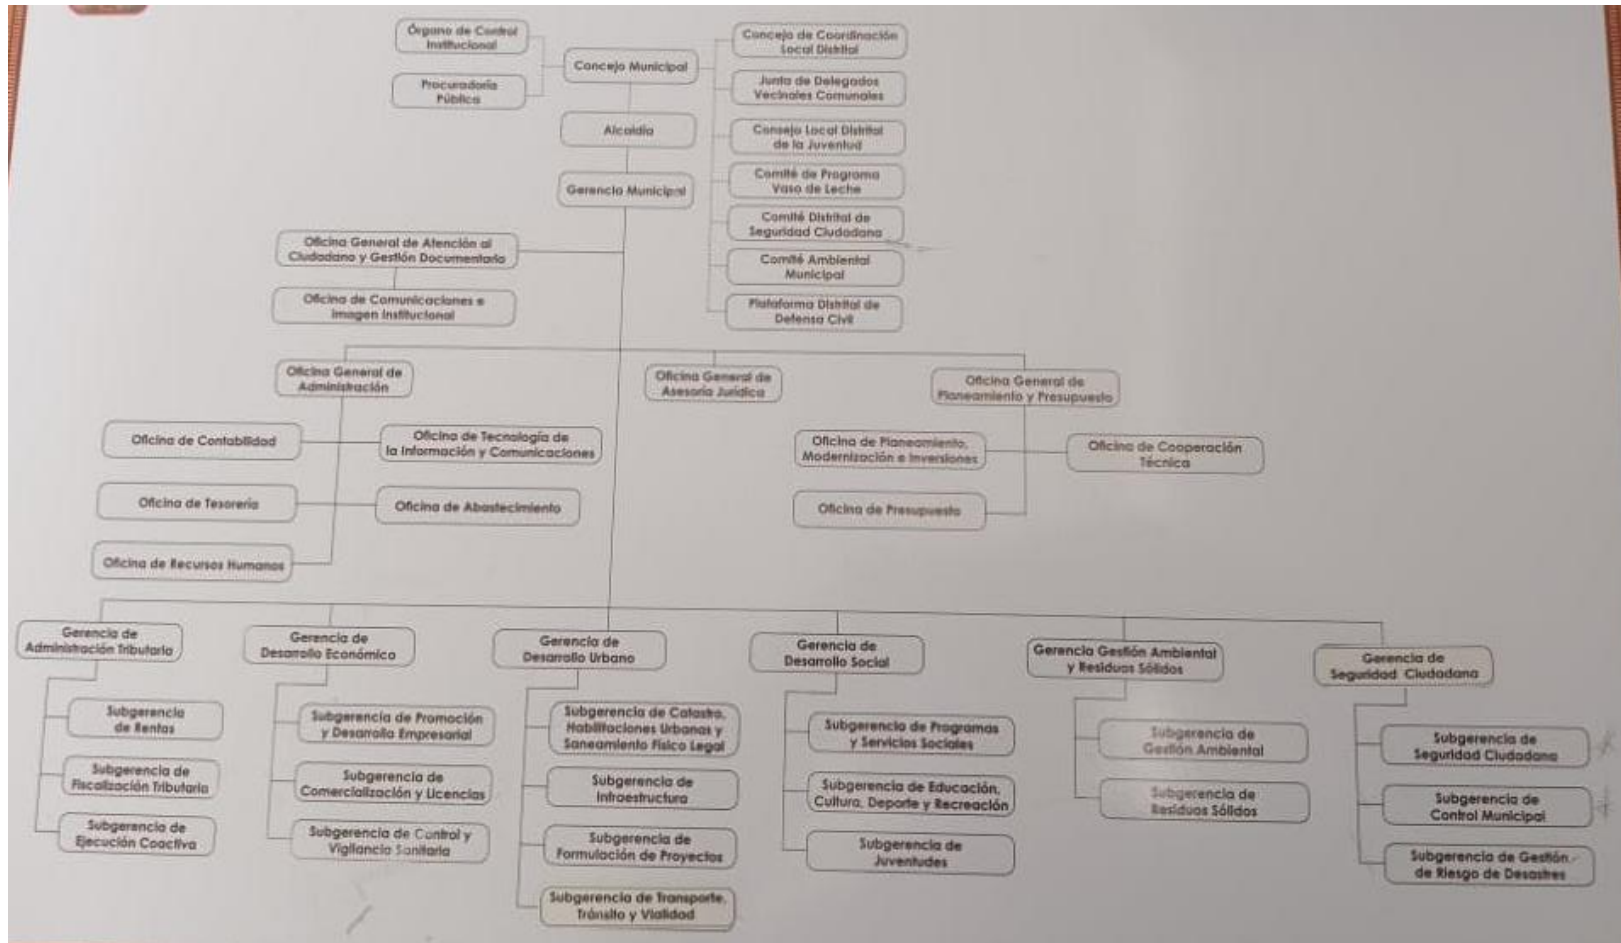 Órgano de Control
Institucional
Concejo Municipal
Procuradoría
Pública
Concejo de Coordinación
Local Distrital
Junta de Delegados
Vecinales Comunales
Alcaldía
Consejo Local Distrital
de la Juventud
Gerencia Municipal
Comité de Programa
Vaso de Leche
Comité Distrital de
Seguridad Ciudadana
Comité Ambiental
Municipal
Plataforma Distrital de
Defensa Civil
Oficina General de Atención al
Ciudadano y Gestión Documentaria
Oficina de Comunicaciones e
Imagen Institucional
Oficina General de
Administración
Oficina General de
Asesoría Jurídica
Oficina General de
Planeamiento y Presupuesto
Oficina de Contabilidad
Oficina de Tecnología de
la Información y Comunicaciones
Oficina de Planeamiento,
Modernización e Inversiones
Oficina de Cooperación
Técnica
Oficina de Tesorería
Oficina de Abastecimiento
Oficina de Presupuesto
Oficina de Recursos Humanos
Gerencia de
Administración Tributaria
Subgerencia
de Rentas
Subgerencia de
Fiscalización Tributaria
Subgerencia de
Ejecución Coactiva
Gerencia de
Desarrollo Económico
Subgerencia de Promoción
y Desarrollo Empresarial
Subgerencia de
Comercialización y Licencias
Subgerencia de Control y
Vigilancia Sanitaria
Gerencia de
Desarrollo Urbano
Subgerencia de Catastro,
Habilitaciones Urbanas y
Saneamiento Físico Legal
Subgerencia de
Infraestructura
Subgerencia de
Formulación de Proyectos
Subgerencia de Transporte,
Tránsito y Vialidad
Gerencia de
Desarrollo Social
Subgerencia de Programas
y Servicios Sociales
Subgerencia de Educación,
Cultura, Deporte y Recreación
Subgerencia de
Juventudes
Gerencia Gestión Ambiental
y Residuos Sólidos
Subgerencia de
Gestión Ambiental
Subgerencia de
Residuos Sólidos
Gerencia de
Seguridad Ciudadana
Subgerencia de
Seguridad Ciudadana
Subgerencia de
Control Municipal
Subgerencia de Gestión
de Riesgo de Desastres